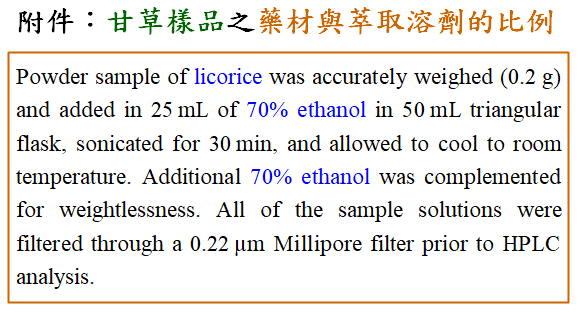 附件：甘草樣品之藥材與萃取溶劑的比例
Powder sample of licorice was accurately weighed (0.2 g)
and added in 25 mL of 70% ethanol in 50 mL triangular
flask, sonicated for 30 min, and allowed to cool to room
temperature. Additional 70% ethanol was complemented
for weightlessness. All of the sample solutions were
filtered through a 0.22 μm Millipore filter prior to HPLC
analysis.